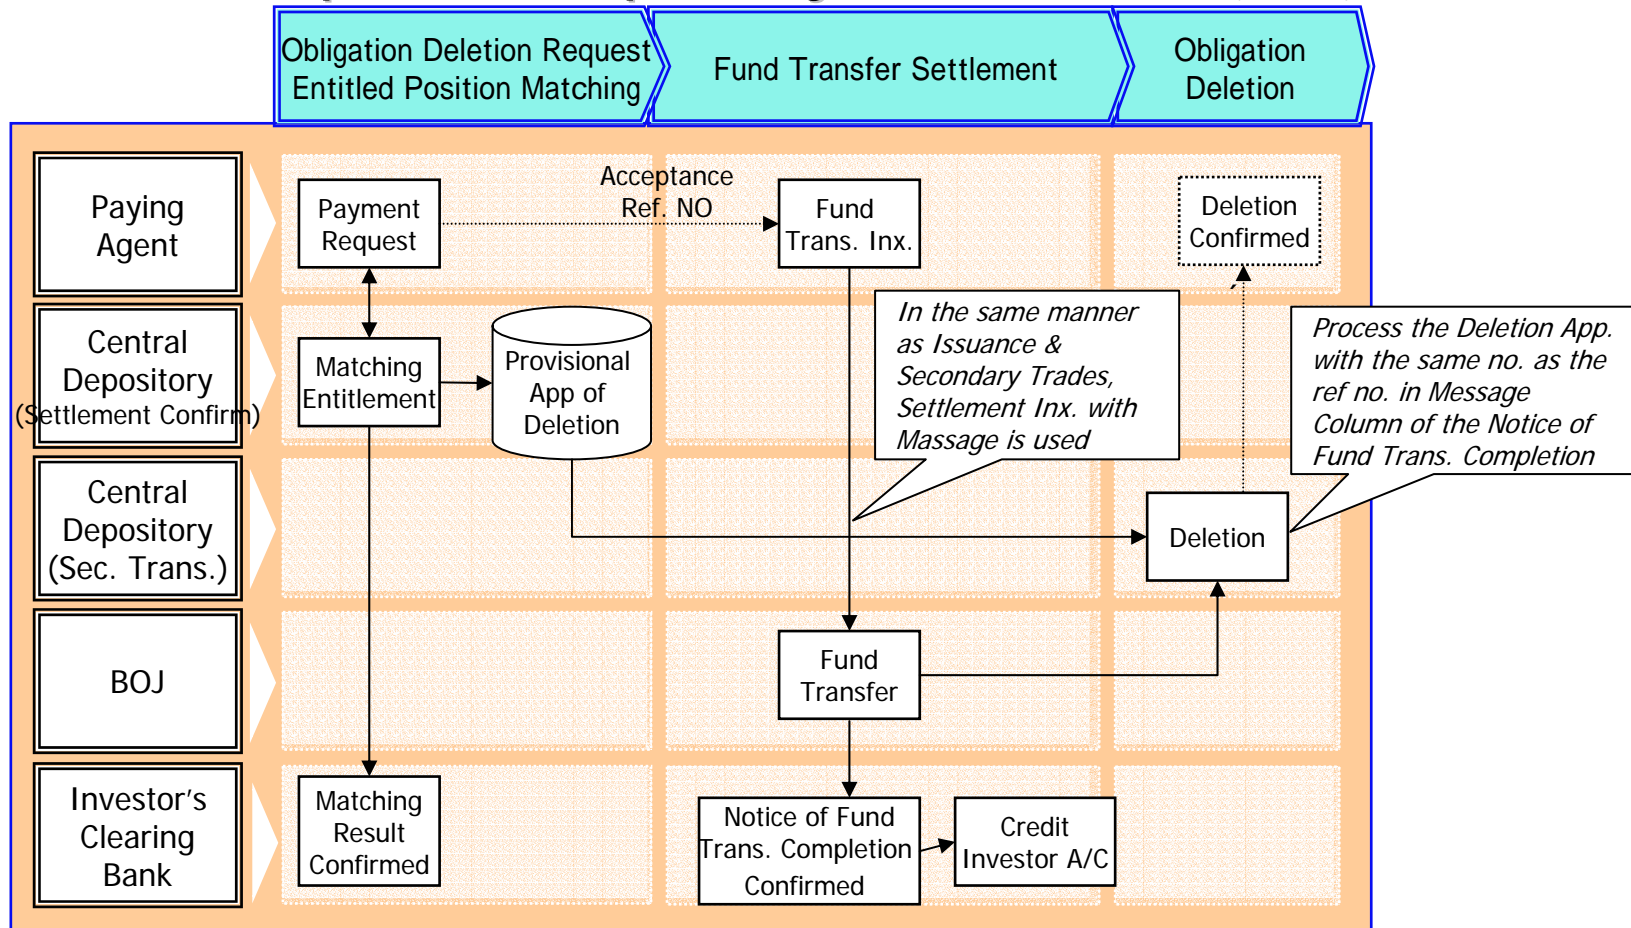 Obligation Deletion Request
Entitled Position Matching
Fund Transfer Settlement
Obligation
Deletion
Paying
Agent
Payment
Request
Acceptance
Ref. NO
Fund
Trans. Inx.
Deletion
Confirmed
Central
Depository
(Settlement Confirm)
Matching
Entitlement
Provisional
App of
Deletion
In the same manner
as Issuance &
Secondary Trades,
Settlement Inx. with
Massage is used
Process the Deletion App.
with the same no. as the
ref no. in Message
Column of the Notice of
Fund Trans. Completion
Central
Depository
(Sec. Trans.)
Deletion
BOJ
Fund
Transfer
Investor's
Clearing
Bank
Matching
Result
Confirmed
Notice of Fund
Trans. Completion
Confirmed
Credit
Investor A/C